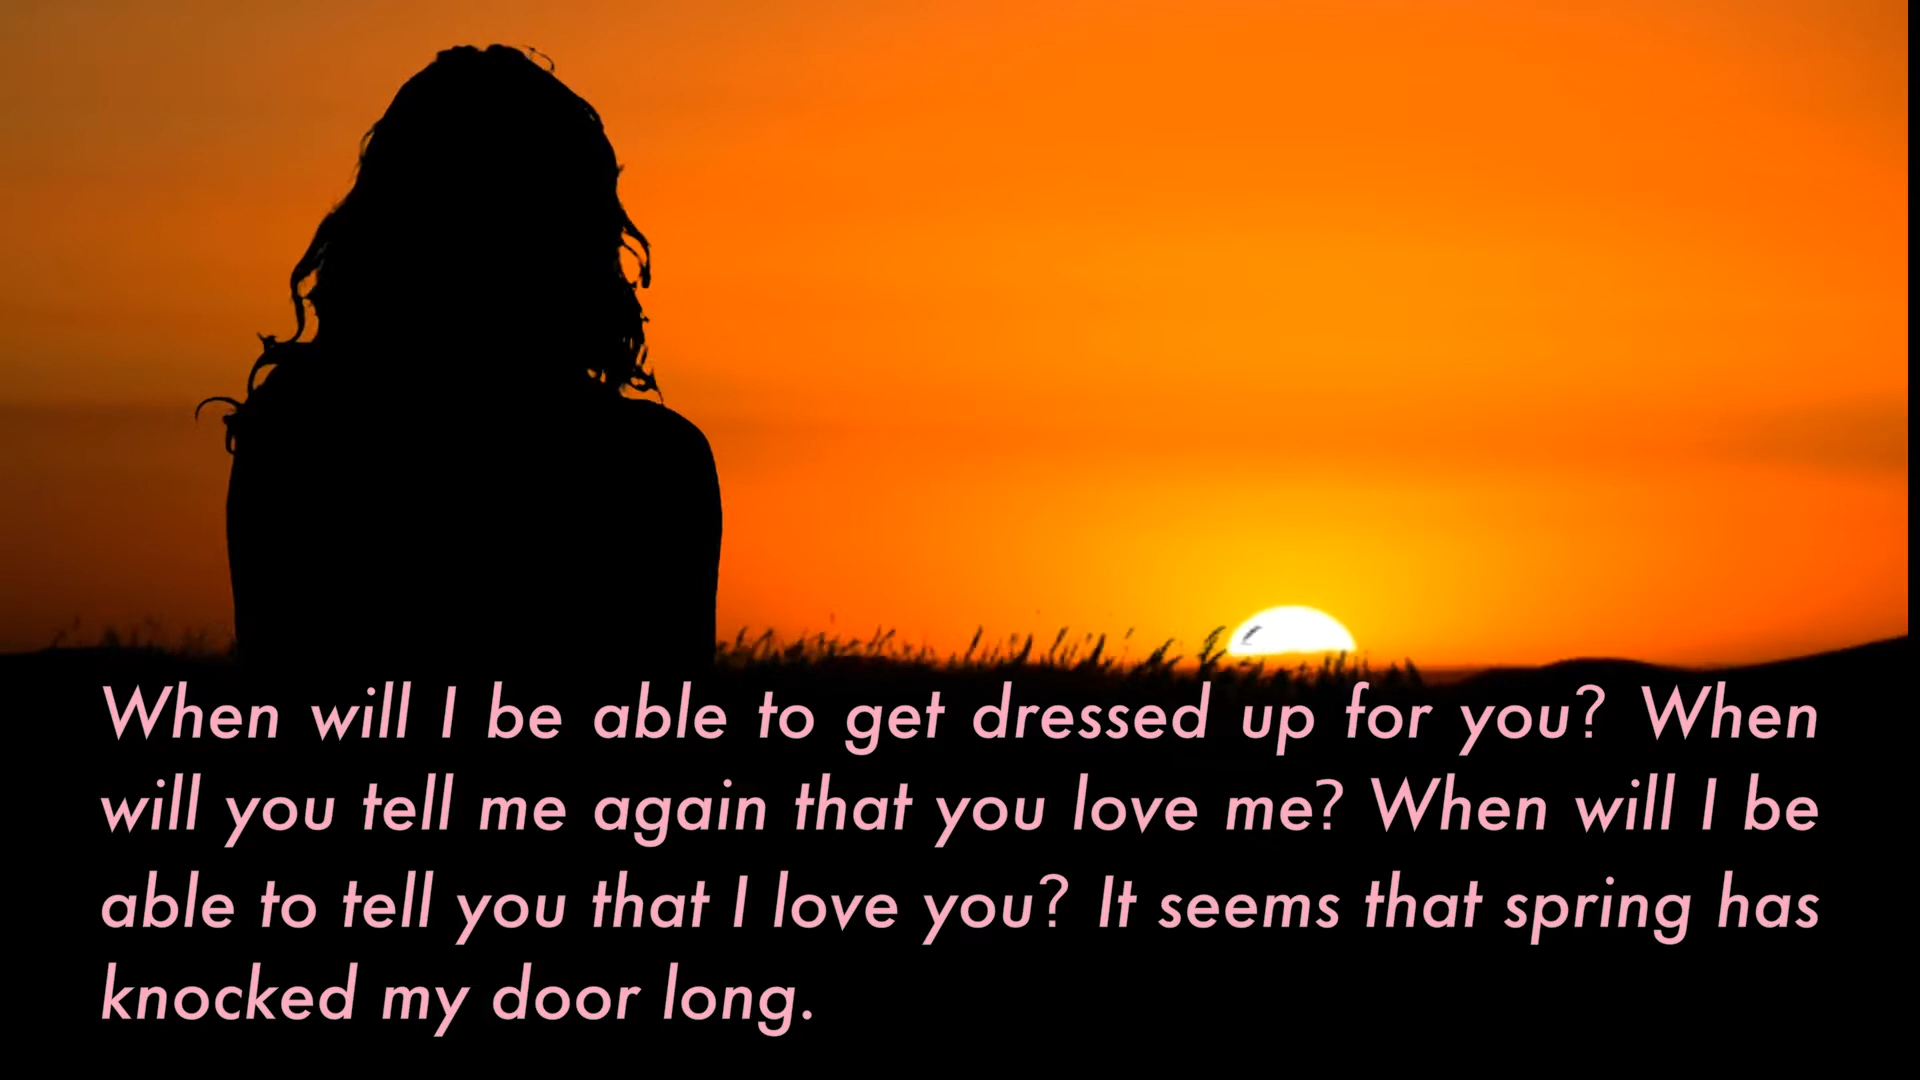 When will I be able to get dressed up for you? When
will you tell me again that you love me? When will I be
able to tell you that I love you? It seems that spring has
knocked my door long.